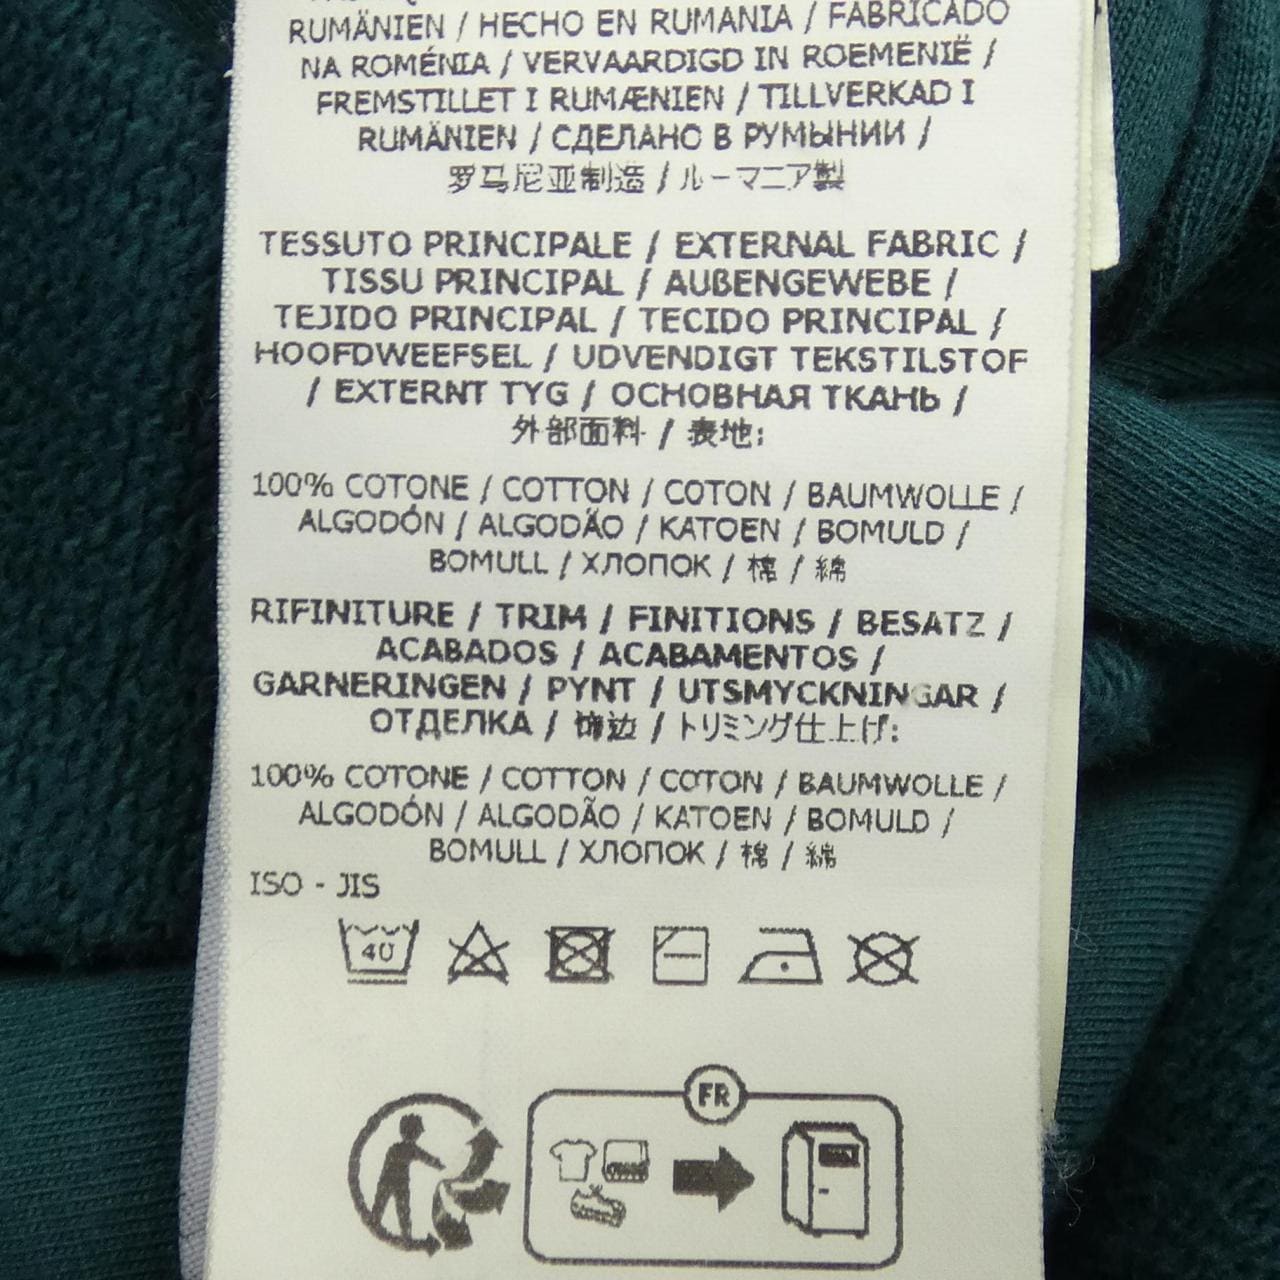 RUMÄNIEN / HECHO EN RUMANIA / FABRICADO
NA ROMÉNIA / VERVAARDIGD IN ROEMENIË /
FREMSTILLET I RUMÆNIEN / TILLVERKAD I
RUMÄNIEN / СДЕЛАНО В РУМЫНИИ /
罗马尼亚制造 / ルーマニア製
TESSUTO PRINCIPALE / EXTERNAL FABRIC /
TISSU PRINCIPAL / AUßENGEWEBE /
TEJIDO PRINCIPAL / TECIDO PRINCIPAL /
HOOFDWEEFSEL / UDVENDIGT TEKSTILSTOF
/ EXTERNT TYG / ОСНОВНАЯ ТКАНЬ /
外部面料 / 表地:
100% COTONE / COTTON / COTON / BAUMWOLLE /
ALGODÓN / ALGODÃO / KATOEN / BOMULD /
BOMULL / ХЛОПОК / 棉 / 綿
RIFINITURE / TRIM / FINITIONS / BESATZ /
ACABADOS / ACABAMENTOS /
GARNERINGEN / PYNT / UTSMYCKNINGAR /
ОТДЕЛКА / 饰边 / トリミング仕上げ:
100% COTONE / COTTON / COTON / BAUMWOLLE /
ALGODÓN / ALGODÃO / KATOEN / BOMULD /
BOMULL / ХЛОПОК / 棉 / 綿
ISO - JIS
40
FR